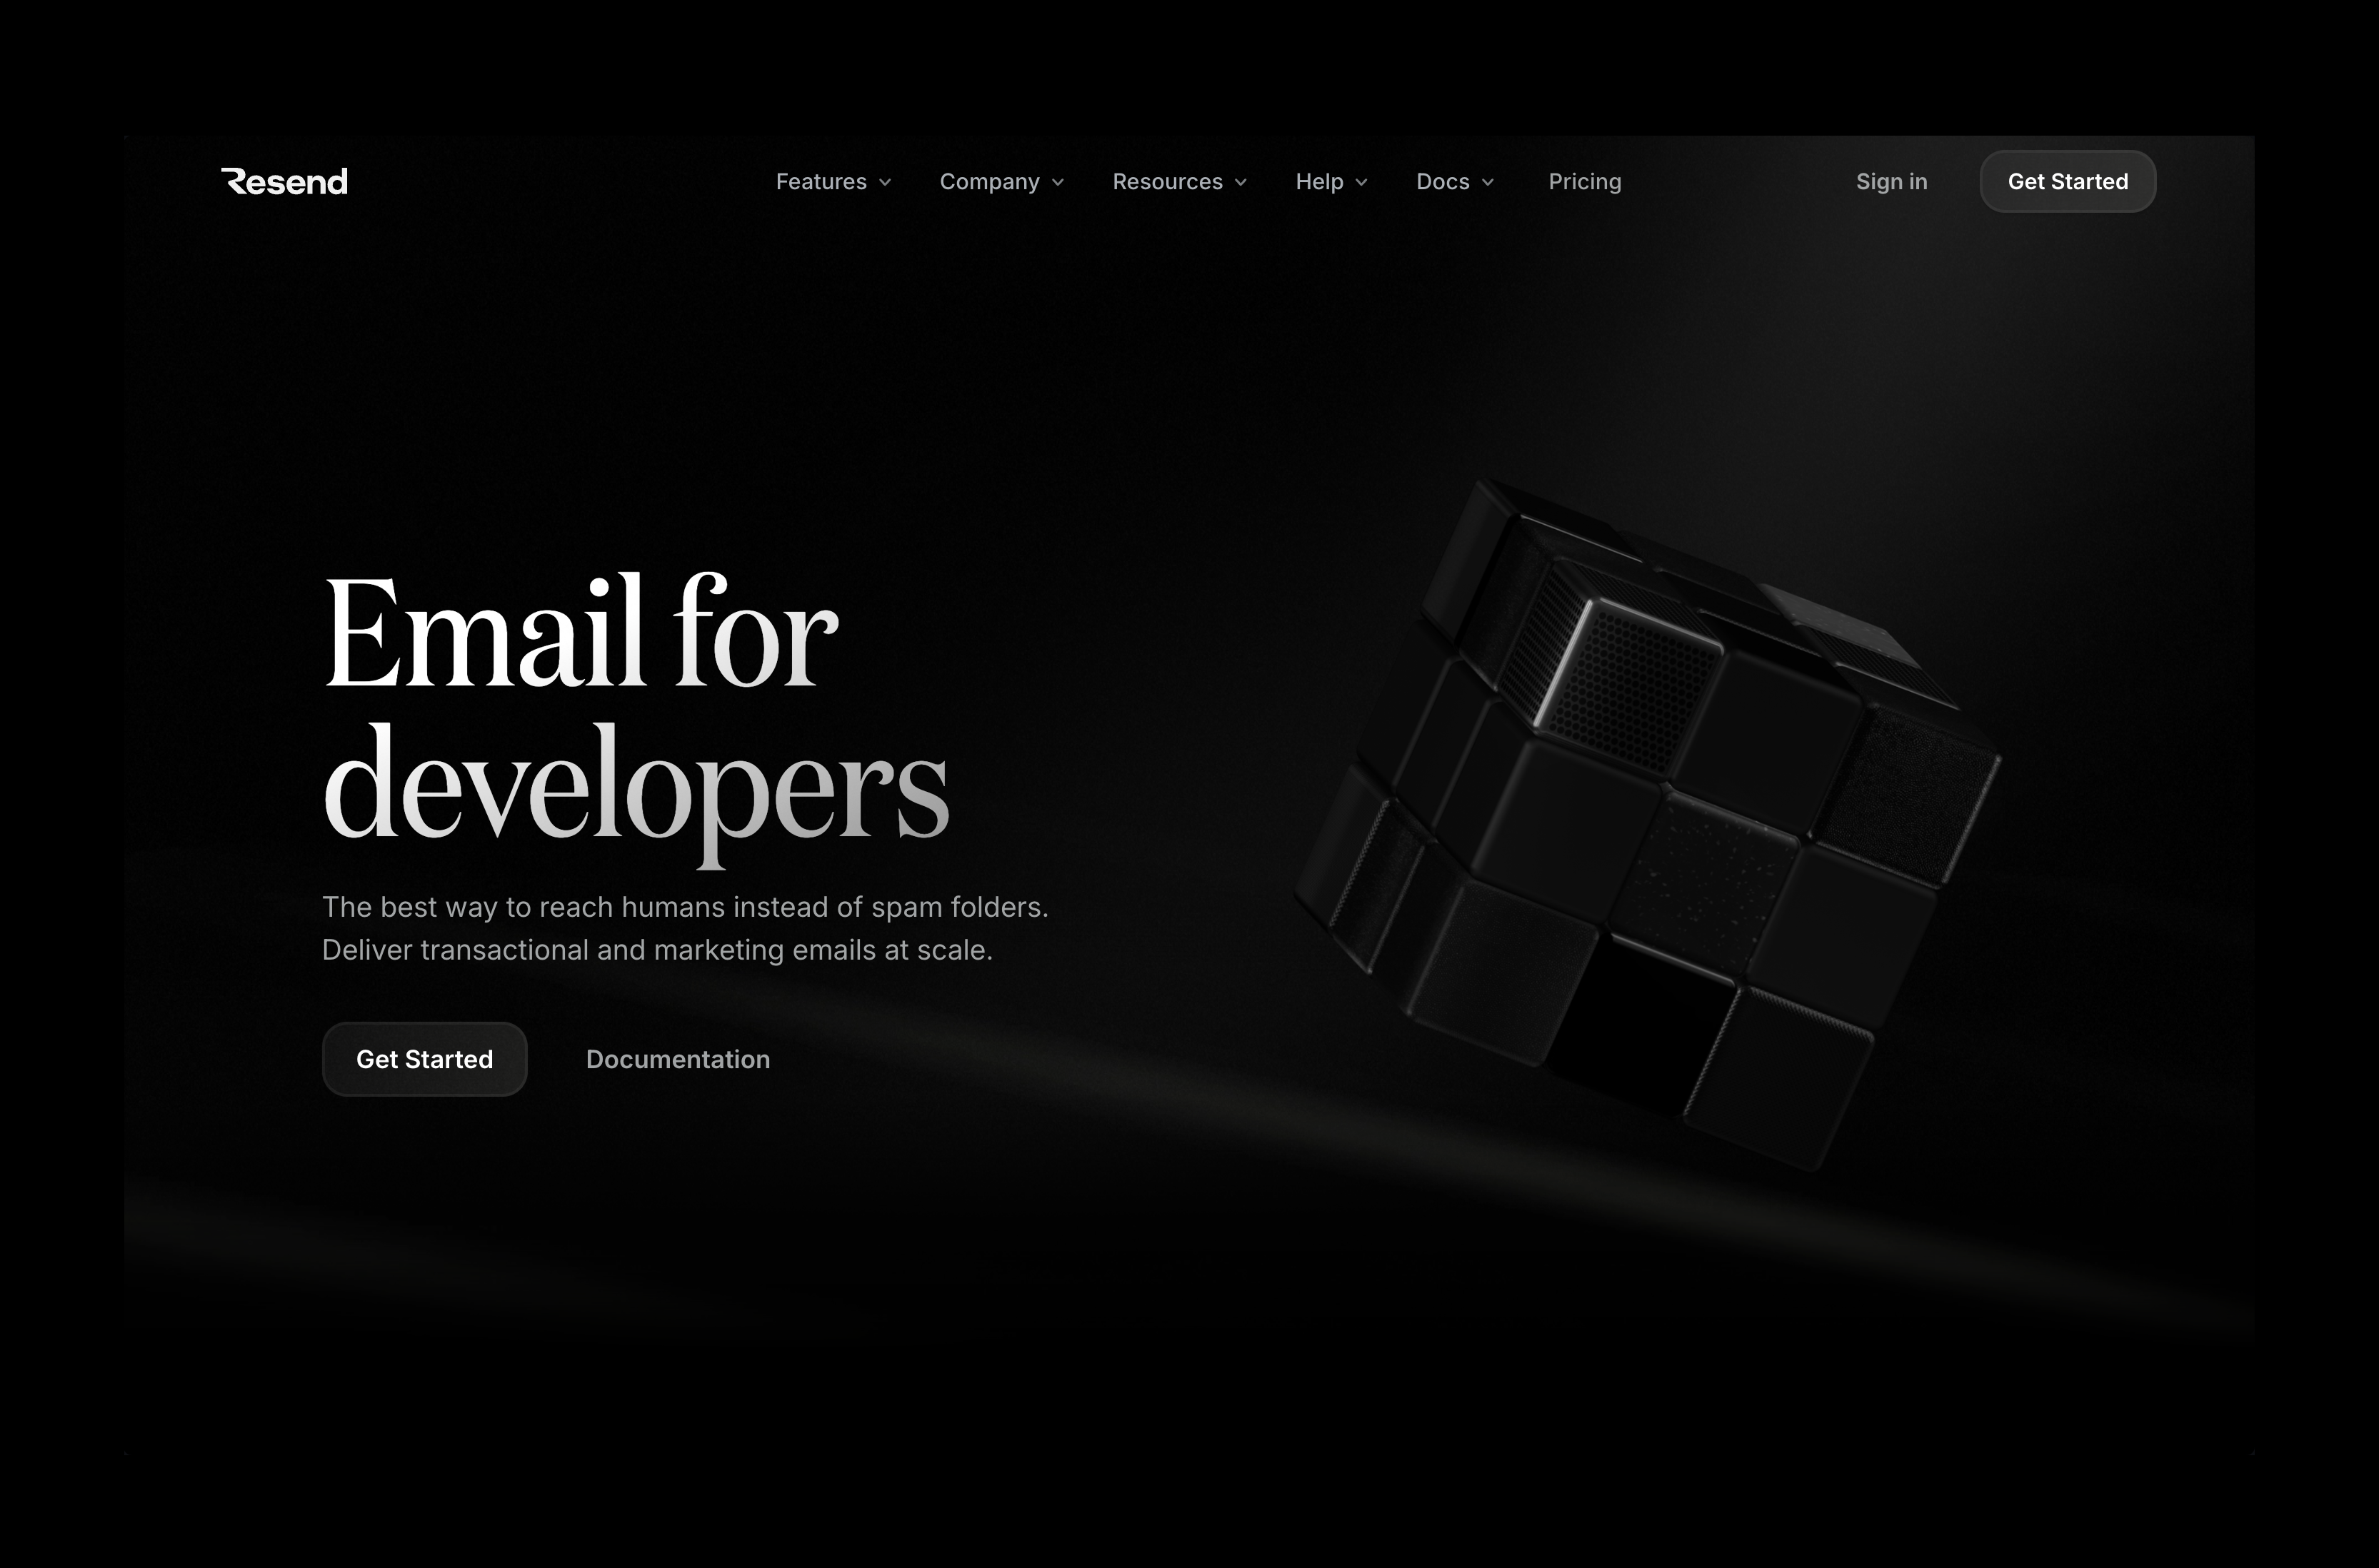 Resend
Features
Company
Resources
Help
Docs
Pricing
Sign in
Get Started
Email for
developers
The best way to reach humans instead of spam folders.
Deliver transactional and marketing emails at scale.
Get Started
Documentation